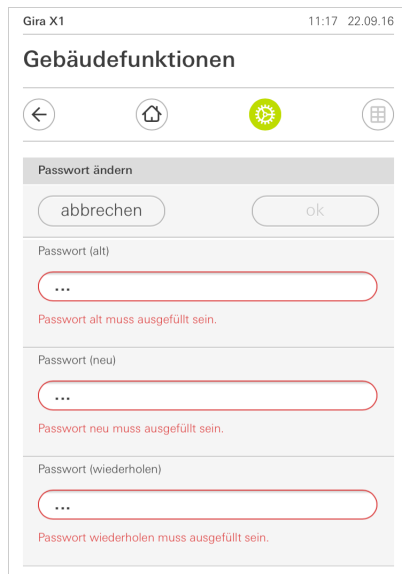 Gira X1 11:17 22.09.16
Gebäudefunktionen
Passwort ändern
abbrechen ok
Passwort (alt)
...
Passwort alt muss ausgefüllt sein.
Passwort (neu)
...
Passwort neu muss ausgefüllt sein.
Passwort (wiederholen)
...
Passwort wiederholen muss ausgefüllt sein.